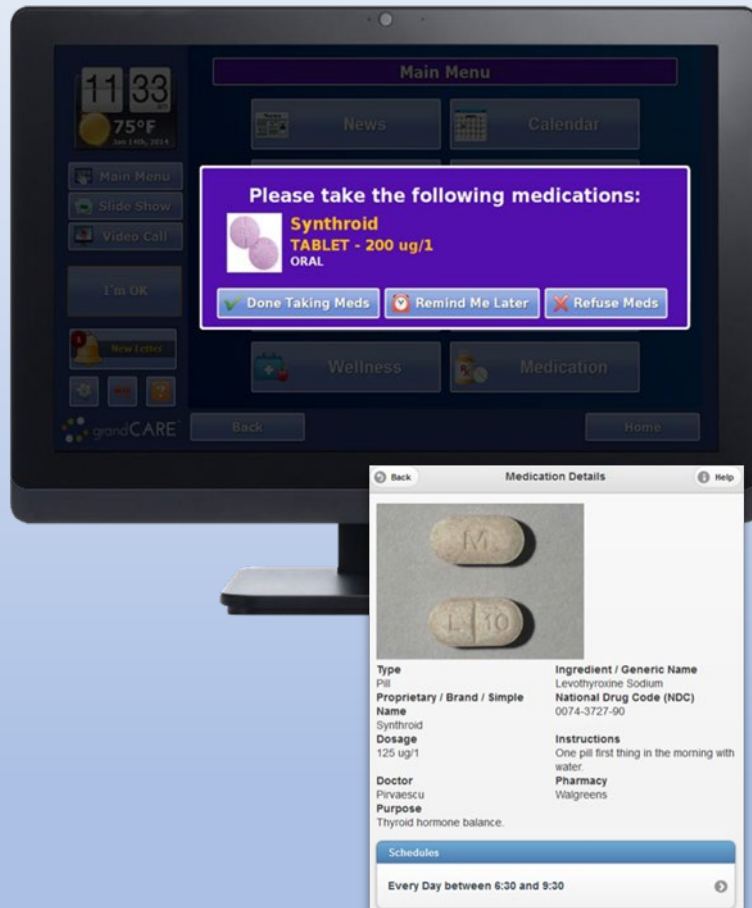 11 33
75°F
Jan 14th, 2014
Main Menu
Slide Show
Video Call
I'm OK
New Letter
grandCARE
Main Menu
News
Calendar
Please take the following medications:
Synthroid
TABLET - 200 ug/1
ORAL
Done Taking Meds
Remind Me Later
Refuse Meds
Wellness
Medication
Back
Home
Back
Medication Details
Help
M
L 10
Type
Pill
Ingredient / Generic Name
Levothyroxine Sodium
Proprietary / Brand / Simple
Name
Synthroid
National Drug Code (NDC)
0074-3727-90
Dosage
125 ug/1
Instructions
One pill first thing in the morning with
water.
Doctor
Pirvaescu
Pharmacy
Walgreens
Purpose
Thyroid hormone balance.
Schedules
Every Day between 6:30 and 9:30